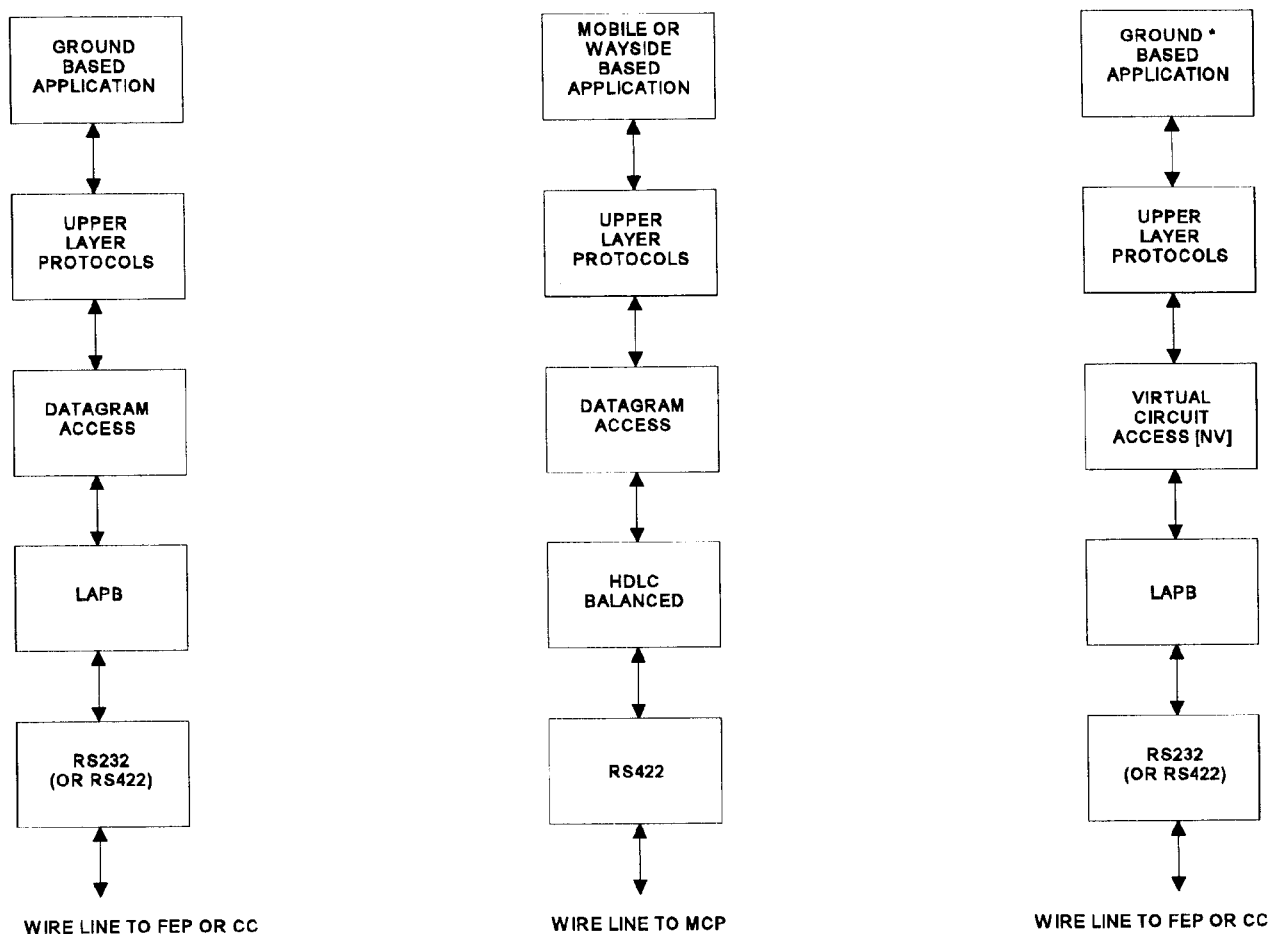 GROUND
BASED
APPLICATION
UPPER
LAYER
PROTOCOLS
DATAGRAM
ACCESS
LAPB
RS232
(OR RS422)
WIRE LINE TO FEP OR CC
MOBILE OR
WAYSIDE
BASED
APPLICATION
UPPER
LAYER
PROTOCOLS
DATAGRAM
ACCESS
HDLC
BALANCED
RS422
WIRE LINE TO MCP
GROUND *
BASED
APPLICATION
UPPER
LAYER
PROTOCOLS
VIRTUAL
CIRCUIT
ACCESS [NV]
LAPB
RS232
(OR RS422)
WIRE LINE TO FEP OR CC